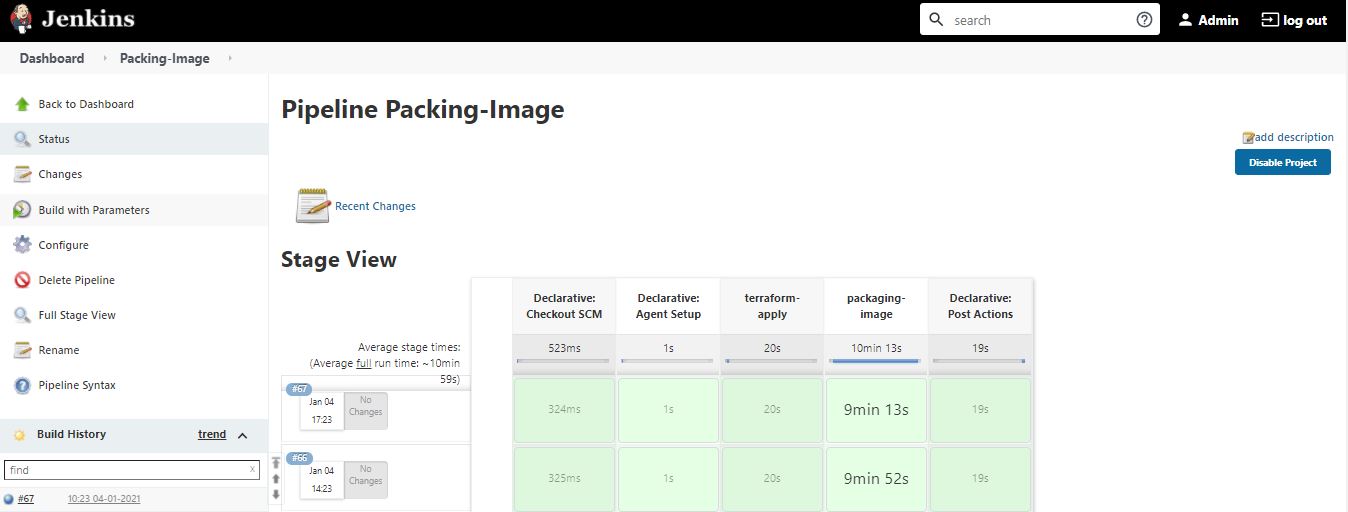 Jenkins
search
Admin
log out
Dashboard
Packing-Image
Back to Dashboard
Status
Changes
Build with Parameters
Configure
Delete Pipeline
Full Stage View
Rename
Pipeline Syntax
Build History
trend
find
x
#67
10:23 04-01-2021
Pipeline Packing-Image
add description
Disable Project
Recent Changes
Stage View
Declarative:
Checkout SCM
Declarative:
Agent Setup
terraform-
apply
packaging-
image
Declarative:
Post Actions
Average stage times:
(Average full run time: ~10min
59s)
523ms
1s
20s
10min 13s
19s
#67
Jan 04
17:23
No
Changes
324ms
1s
20s
9min 13s
19s
#66
Jan 04
14:23
No
Changes
325ms
1s
20s
9min 52s
19s